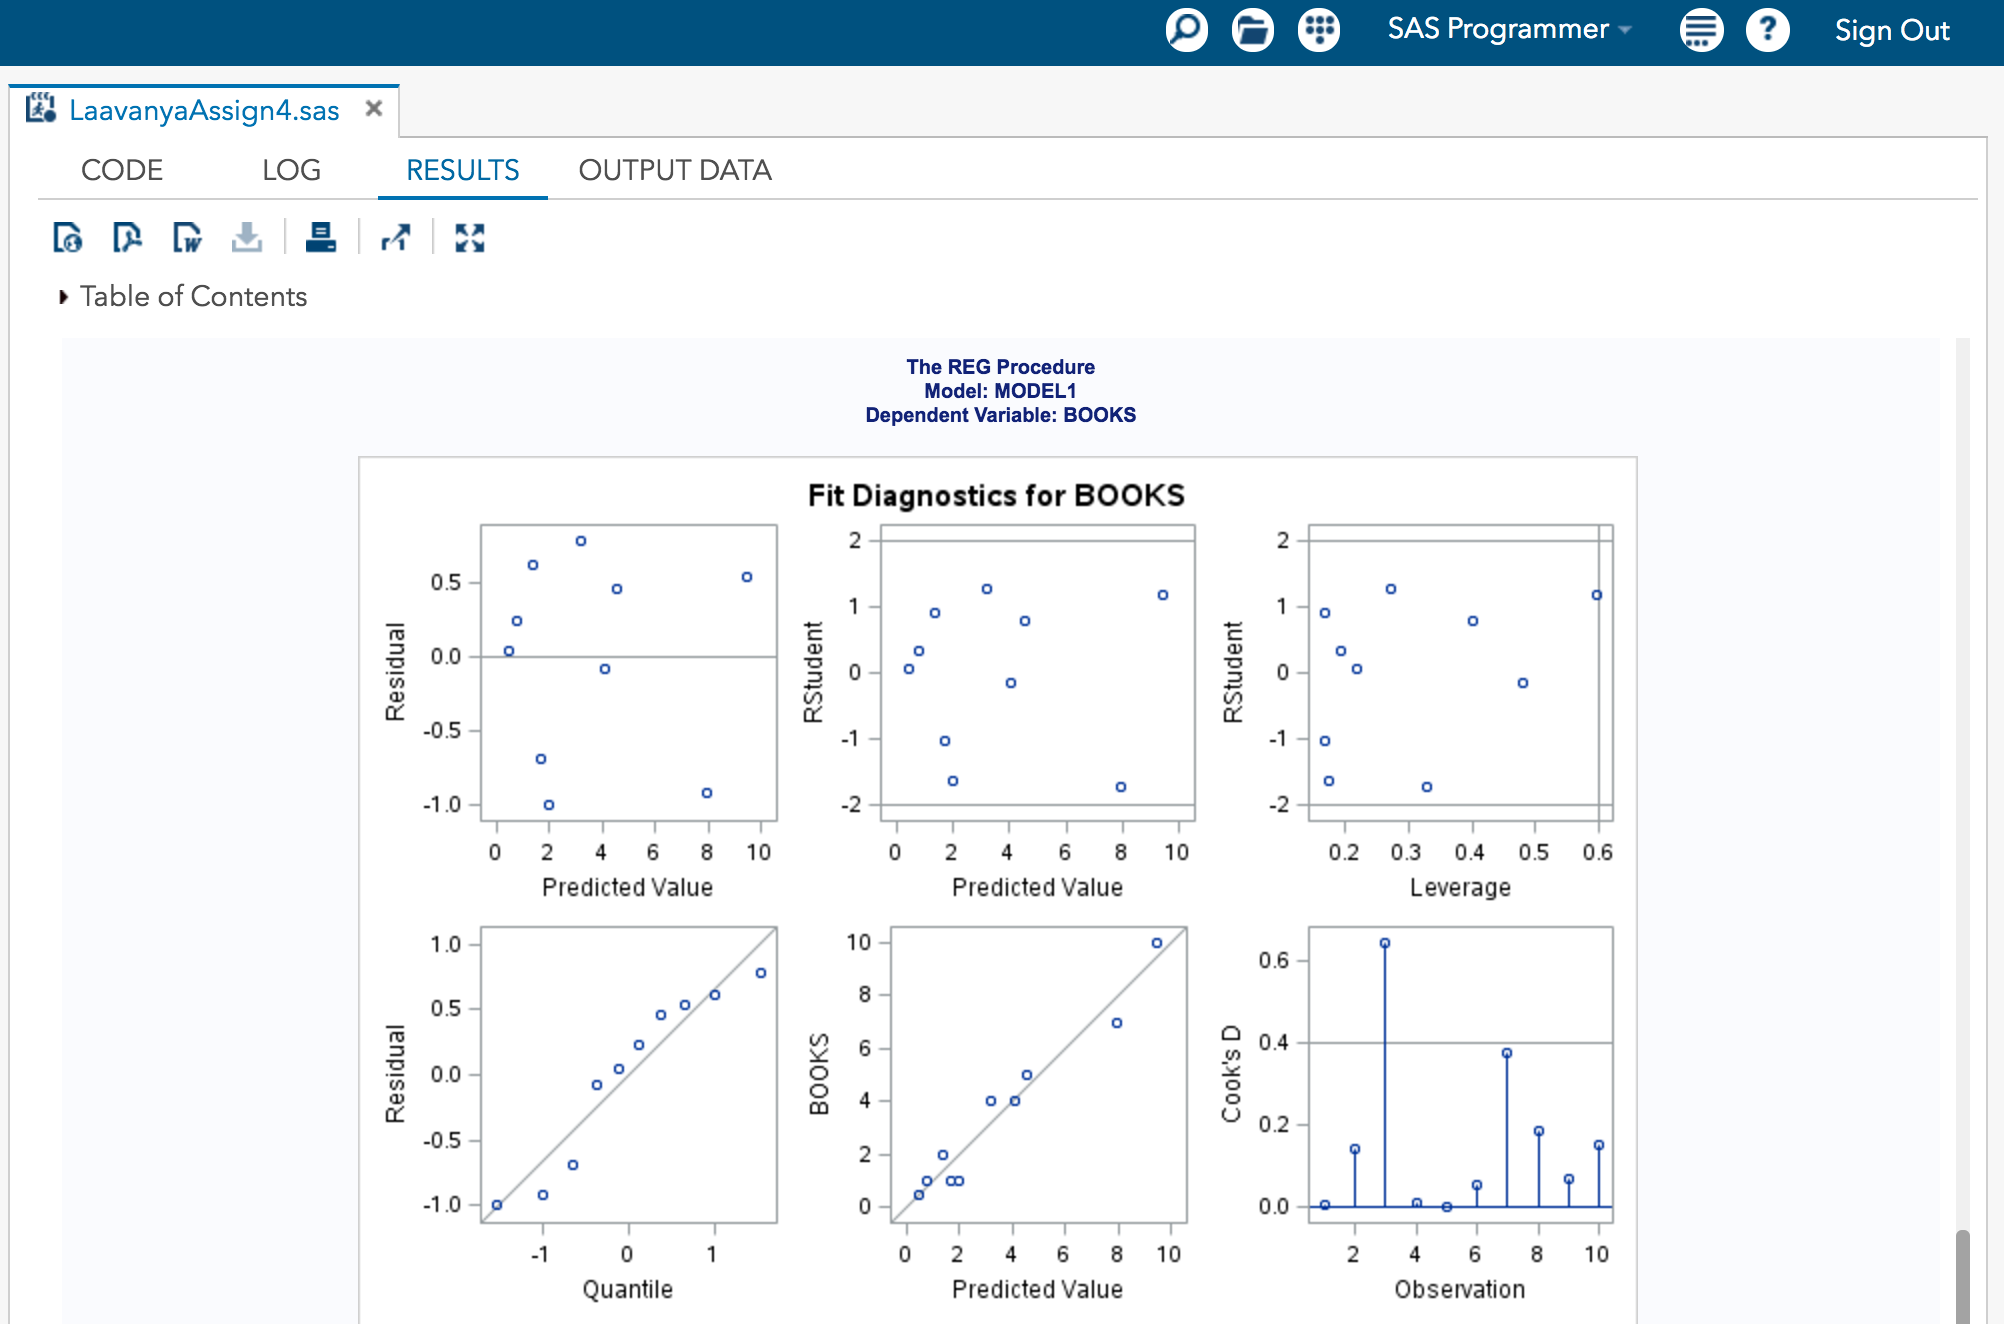 SAS Programmer
?
Sign Out
LaavanyaAssign4.sas
CODE LOG RESULTS OUTPUT DATA
Table of Contents
The REG Procedure
Model: MODEL1
Dependent Variable: BOOKS
Fit Diagnostics for BOOKS
Residual
0.5
0.0
-0.5
-1.0
0 2 4 6 8 10
Predicted Value
RStudent
2
1
0
-1
-2
0 2 4 6 8 10
Predicted Value
RStudent
2
1
0
-1
-2
0.2 0.3 0.4 0.5 0.6
Leverage
Residual
1.0
0.5
0.0
-0.5
-1.0
-1 0 1
Quantile
BOOKS
10
8
6
4
2
0
0 2 4 6 8 10
Predicted Value
Cook's D
0.6
0.4
0.2
0.0
2 4 6 8 10
Observation